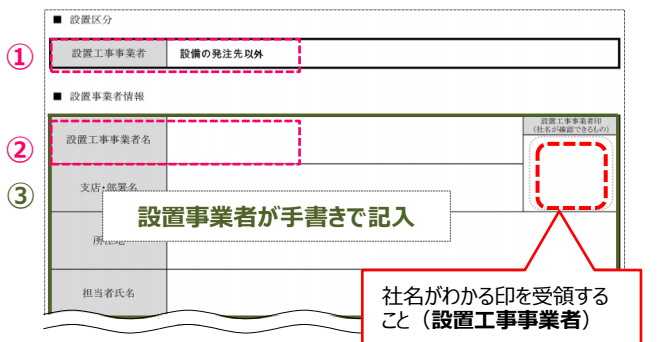 ■ 設置区分
①
設置工事事業者 設備の発注先以外
■ 設置事業者情報
設置工事事業者印
(社名が確認できるもの)
②
設置工事事業者名
③
支店・部署名
設置事業者が手書きで記入
所在地
担当者氏名
社名がわかる印を受領する
こと（設置工事事業者）